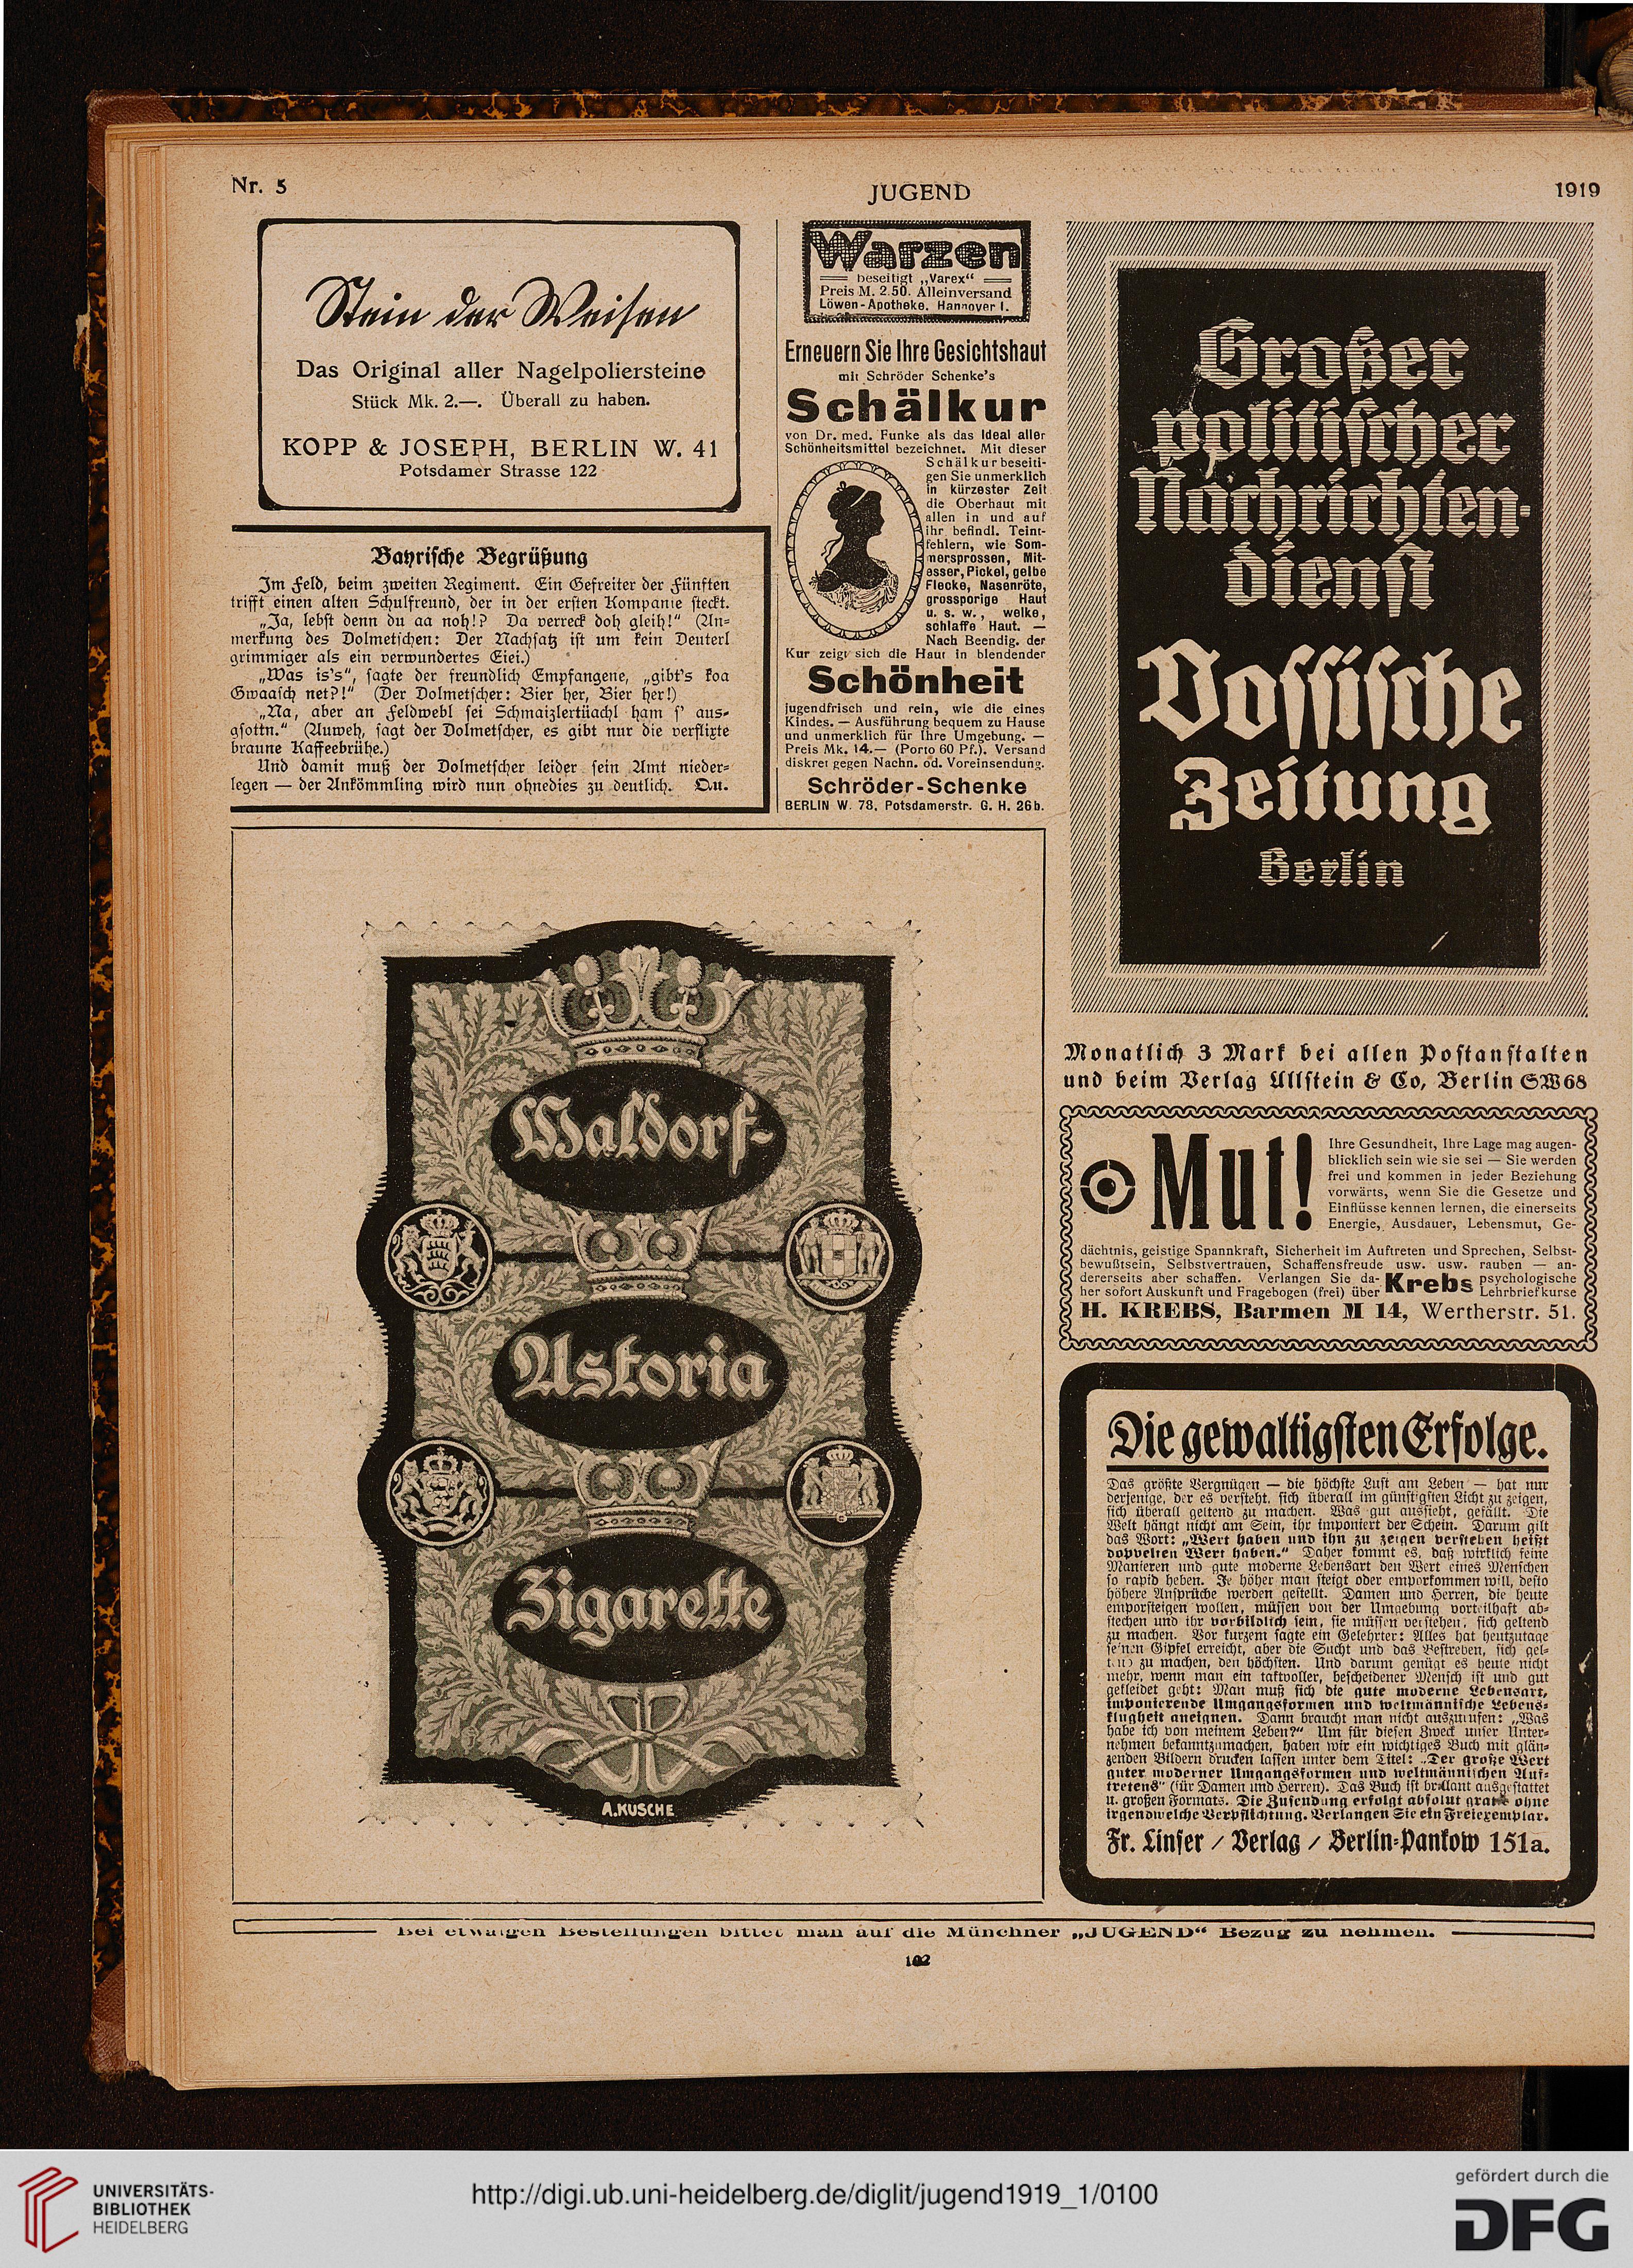 Nr. 5
JUGEND
1919
Stein der Weisen
Das Original aller Nagelpoliersteine
Stück Mk. 2.—. Überall zu haben.
KOPP & JOSEPH, BERLIN W. 41
Potsdamer Strasse 122
Bayrische Begrüßung
Im Feld, beim zweiten Regiment. Ein Gefreiter der Fünften
trifft einen alten Schulfreund, der in der ersten Kompanie steckt.
„Ja, lebst denn du aa noh!? Da verreck doh gleih!“ (An-
merkung des Dolmetschen: Der Nachsatz ist um kein Deuterl
grimmiger als ein verwundertes Eiei.)
„Was is's“, sagte der freundlich Empfangene, „gibt's koa
Gwaasch net?!“ (Der Dolmetscher: Bier her, Bier her!)
„Na, aber an Feldwebl sei Schmaizlertüachl ham s' aus-
gsottn.“ (Auweh, sagt der Dolmetscher, es gibt nur die verflixte
braune Kaffeebrühe.)
Und damit muß der Dolmetscher leider sein Amt nieder-
legen — der Ankömmling wird nun ohnedies zu deutlich. Qu.
Warzen
beseitigt „Varex“
Preis M. 2.50. Alleinversand
Löwen-Apotheke, Hannover I.
Erneuern Sie Ihre Gesichtshaut
mit Schröder Schenke's
Schälkur
von Dr. med. Funke als das Ideal aller
Schönheitsmittel bezeichnet. Mit dieser
Schälkur beseiti-
gen Sie unmerklich
in kürzester Zeit
die Oberhaut mit
allen in und auf
ihr befindl. Teint-
fehlern, wie Som-
mersprossen, Mit-
esser, Pickel, gelbe
Flecke, Nasenröte,
grossporige Haut
u. s. w., welke,
schlaffe Haut. —
Nach Beendig. der
Kur zeigt sich die Haut in blendender
Schönheit
jugendfrisch und rein, wie die eines
Kindes. — Ausführung bequem zu Hause
und unmerklich für Ihre Umgebung. —
Preis Mk. 14.— (Porto 60 Pf.). Versand
diskret gegen Nachn. od. Voreinsendung.
Schröder-Schenke
BERLIN W. 78, Potsdamerstr. G. H. 26b.
Großer
politischer
Nachrichten-
dienst
Vossische
Zeitung
Berlin
Monatlich 3 Mark bei allen Postanstalten
und beim Verlag Ullstein & Co, Berlin SW68
Waldorf-
Astoria
Zigarette
A.KUSCHE
Mut!
Ihre Gesundheit, Ihre Lage mag augen-
blicklich sein wie sie sei — Sie werden
frei und kommen in jeder Beziehung
vorwärts, wenn Sie die Gesetze und
Einflüsse kennen lernen, die einerseits
Energie, Ausdauer, Lebensmut, Ge-
dächtnis, geistige Spannkraft, Sicherheit im Auftreten und Sprechen, Selbst-
bewußtsein, Selbstvertrauen, Schaffensfreude usw. usw. rauben — an-
dererseits aber schaffen. Verlangen Sie da-
her sofort Auskunft und Fragebogen (frei) über Krebs psychologische
Lehrbriefkurse
H. KREBS, Barmen M 14, Wertherstr. 51.
Die gewaltigsten Erfolge.
Das größte Vergnügen — die höchste Lust am Leben — hat nur
derjenige, der es versteht, sich überall im günstigsten Licht zu zeigen,
sich überall geltend zu machen. Was gut aussieht, gefällt. Die
Welt hängt nicht am Sein, ihr imponiert der Schein. Darum gilt
das Wort: „Wert haben und ihn zu zeigen verstehen heißt
doppelten Wert haben.“ Daher kommt es, daß wirklich feine
Manieren und gute moderne Lebensart den Wert eines Menschen
so rapid heben. Je höher man steigt oder emporkommen will, desto
höhere Ansprüche werden gestellt. Damen und Herren, die heute
emporsteigen wollen, müssen von der Umgebung vorteilhaft ab-
stechen und ihr vorbildlich sein, sie müssen verstehen, sich geltend
zu machen. Vor kurzem sagte ein Gelehrter: Alles hat heutzutage
seinen Gipfel erreicht, aber die Sucht und das Bestreben, sich gel-
tend zu machen, den höchsten. Und darum genügt es heute nicht
mehr, wenn man ein taktvoller, bescheidener Mensch ist und gut
gekleidet geht: Man muß sich die gute moderne Lebensart,
imponierende Umgangsformen und weltmännische Lebens-
klugheit aneignen. Dann braucht man nicht auszurufen: „Was
habe ich von meinem Leben?“ Um für diesen Zweck unser Unter-
nehmen bekanntzumachen, haben wir ein wichtiges Buch mit glän-
zenden Bildern drucken lassen unter dem Titel: „Der große Wert
guter moderner Umgangsformen und weltmännischen Auf-
tretens“ (für Damen und Herren). Das Buch ist brillant ausgestattet
u. großen Formats. Die Zusendung erfolgt absolut gratis ohne
irgendwelche Verpflichtung. Verlangen Sie ein Freiexemplar.
Fr. Linser / Verlag / Berlin-Pankow 151a.
Bei etwaigen Bestellungen bittet man auf die Münchner „JUGEND“ Bezug zu nehmen.
102
UNIVERSITÄTS-
BIBLIOTHEK
HEIDELBERG
http://digi.ub.uni-heidelberg.de/diglit/jugend1919_1/0100
gefördert durch die
DFG